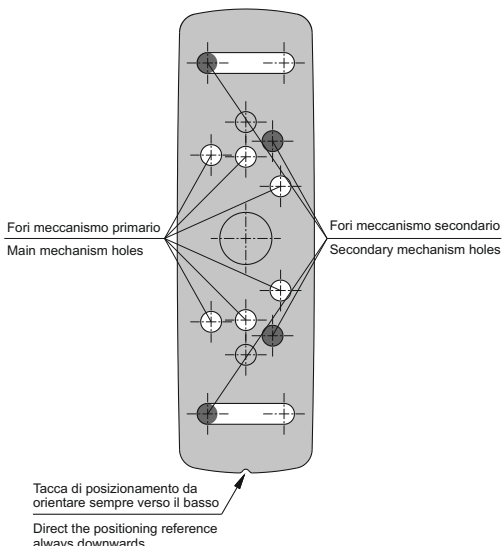 Fori meccanismo primario
Main mechanism holes
Fori meccanismo secondario
Secondary mechanism holes
Tacca di posizionamento da
orientare sempre verso il basso
Direct the positioning reference
always downwards